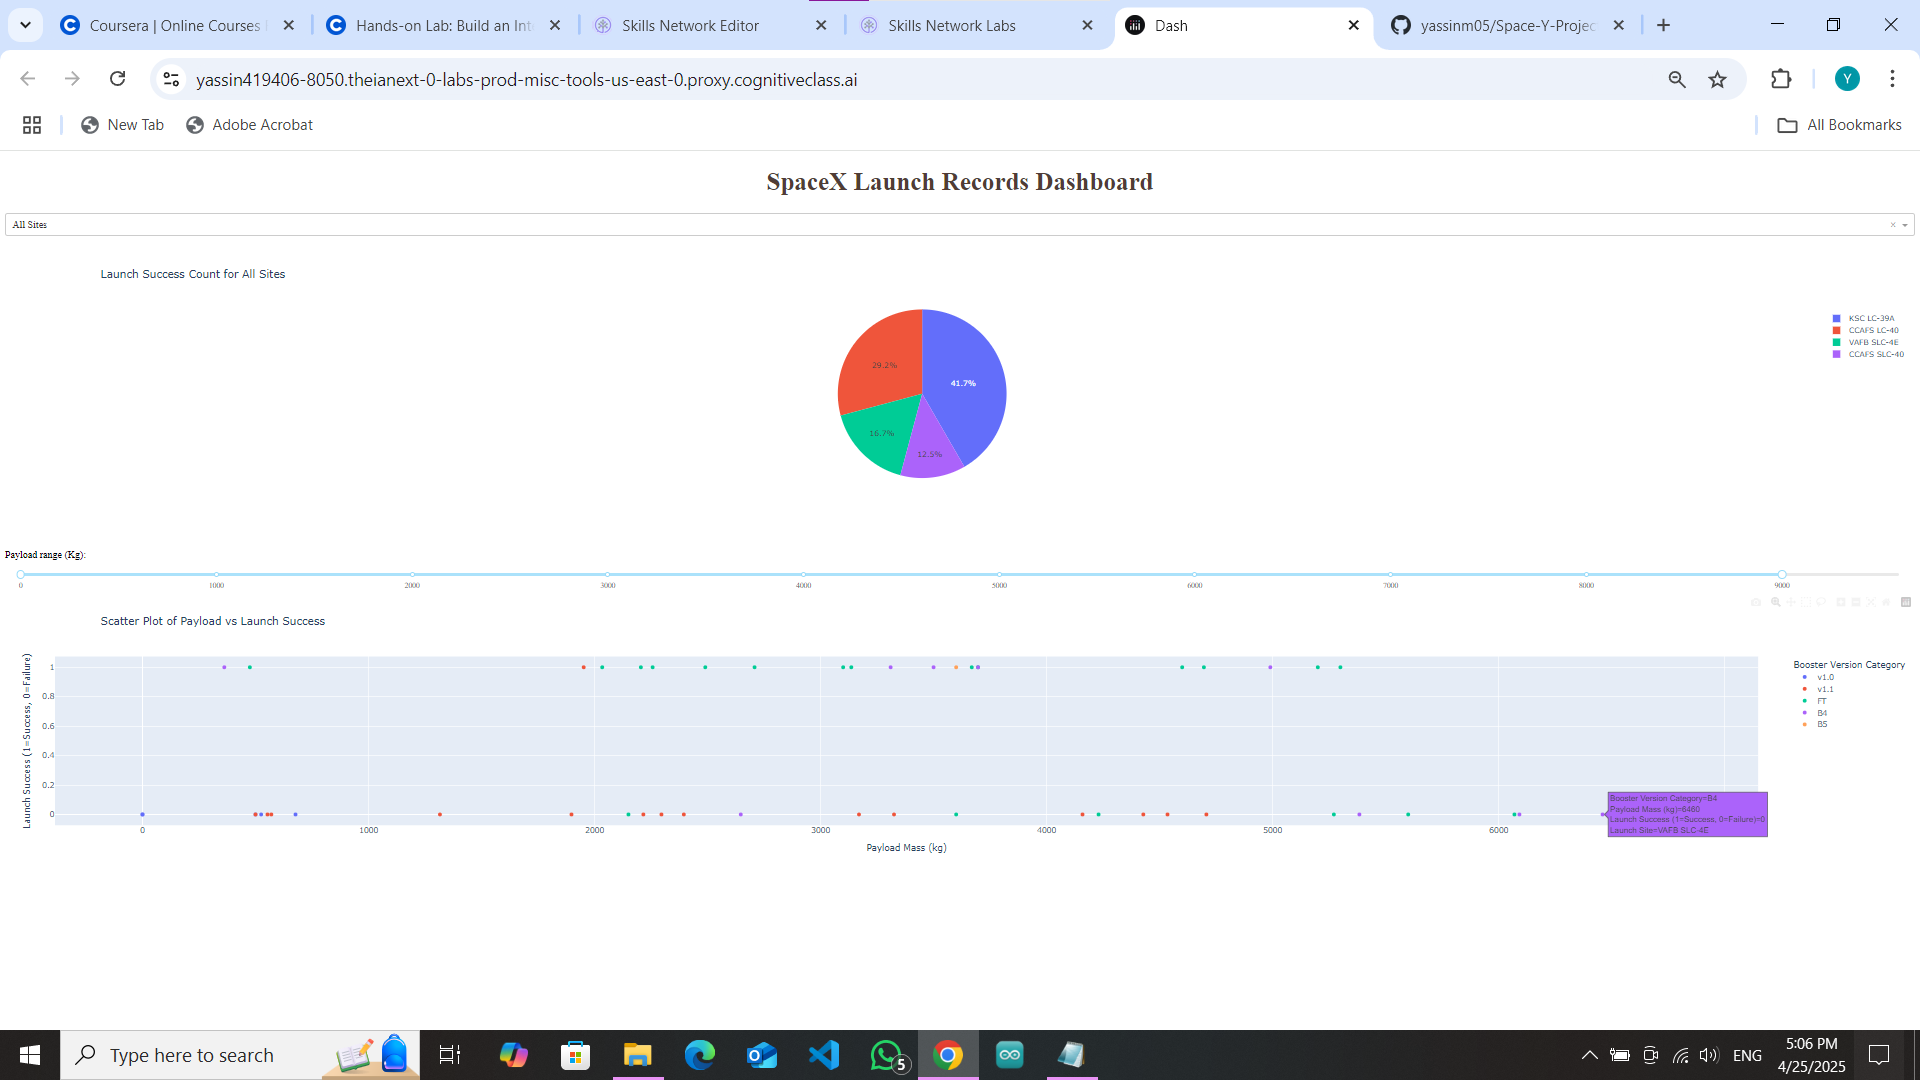 Coursera | Online Courses
Hands-on Lab: Build an Int
Skills Network Editor
Skills Network Labs
Dash
yassinm05/Space-Y-Projec
yassin419406-8050.theianext-0-labs-prod-misc-tools-us-east-0.proxy.cognitiveclass.ai
Y
New Tab
Adobe Acrobat
All Bookmarks
SpaceX Launch Records Dashboard
All Sites
Launch Success Count for All Sites
29.2%
41.7%
16.7%
12.5%
KSC LC-39A
CCAFS LC-40
VAFB SLC-4E
CCAFS SLC-40
Payload range (Kg):
0 1000 2000 3000 4000 5000 6000 7000 8000 9000
Scatter Plot of Payload vs Launch Success
Launch Success (1=Success, 0=Failure)
1
0.8
0.6
0.4
0.2
0
0 1000 2000 3000 4000 5000 6000
Payload Mass (kg)
Booster Version Category
v1.0
v1.1
FT
B4
B5
Booster Version Category=B4
Payload Mass (kg)=6460
Launch Success (1=Success, 0=Failure)=0
Launch Site=VAFB SLC-4E
Type here to search
5
ENG
5:06 PM
4/25/2025